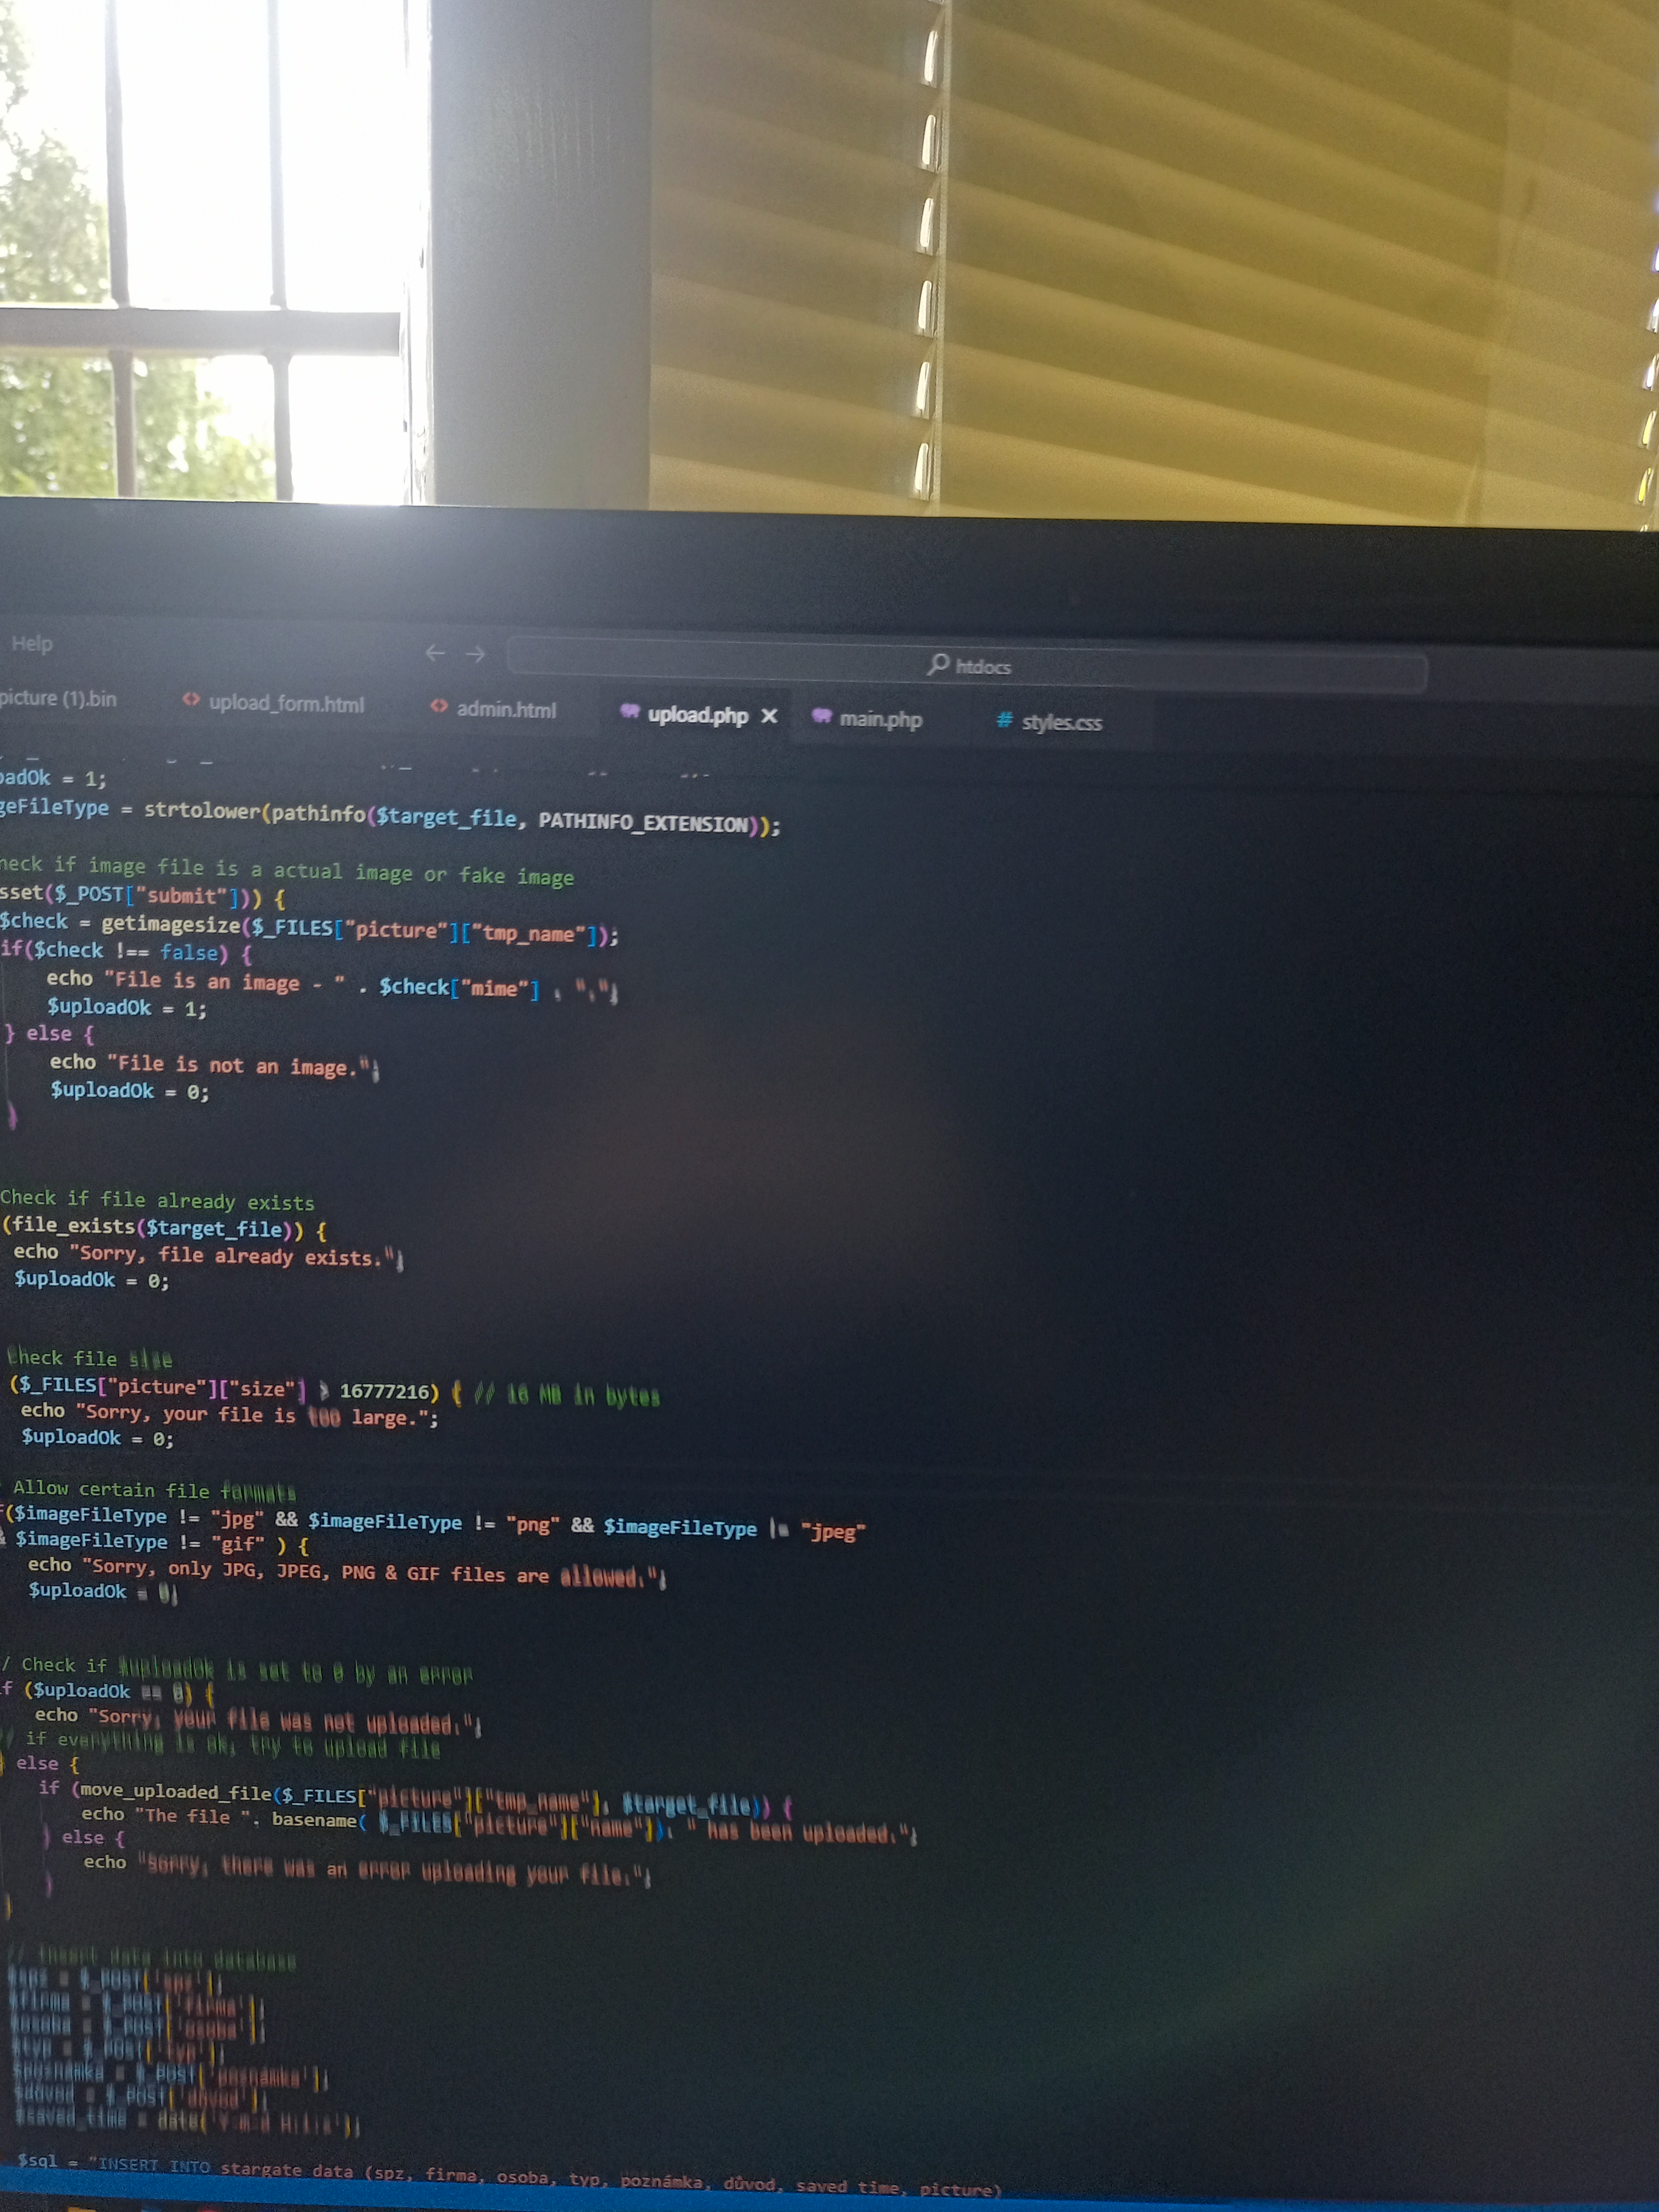 Help
htdocs
picture (1).bin upload_form.html admin.html upload.php main.php # styles.css
oadOk = 1;
geFileType = strtolower(pathinfo($target_file, PATHINFO_EXTENSION));
heck if image file is a actual image or fake image
sset($_POST["submit"])) {
$check = getimagesize($_FILES["picture"]["tmp_name"]);
if($check !== false) {
echo "File is an image - " . $check["mime"] . ".";
$uploadOk = 1;
} else {
echo "File is not an image.";
$uploadOk = 0;
}
Check if file already exists
(file_exists($target_file)) {
echo "Sorry, file already exists.";
$uploadOk = 0;
Check file size
($_FILES["picture"]["size"] > 16777216) { // 16 MB in bytes
echo "Sorry, your file is too large.";
$uploadOk = 0;
Allow certain file formats
f($imageFileType != "jpg" && $imageFileType != "png" && $imageFileType != "jpeg"
& $imageFileType != "gif" ) {
echo "Sorry, only JPG, JPEG, PNG & GIF files are allowed.";
$uploadOk = 0;
/ Check if $uploadOk is set to 0 by an error
f ($uploadOk == 0) {
echo "Sorry, your file was not uploaded.";
// if everything is ok, try to upload file
} else {
if (move_uploaded_file($_FILES["picture"]["tmp_name"], $target_file)) {
echo "The file ". basename( $_FILES["picture"]["name"]). " has been uploaded.";
} else {
echo "Sorry, there was an error uploading your file.";
}
}
// Insert data into database
$spz = $_POST['spz'];
$firma = $_POST['firma'];
$osoba = $_POST['osoba'];
$typ = $_POST['typ'];
$poznámka = $_POST['poznámka'];
$důvod = $_POST['důvod'];
$saved_time = date('Y-m-d H:i:s');
$sql = "INSERT INTO stargate_data (spz, firma, osoba, typ, poznámka, důvod, saved_time, picture)